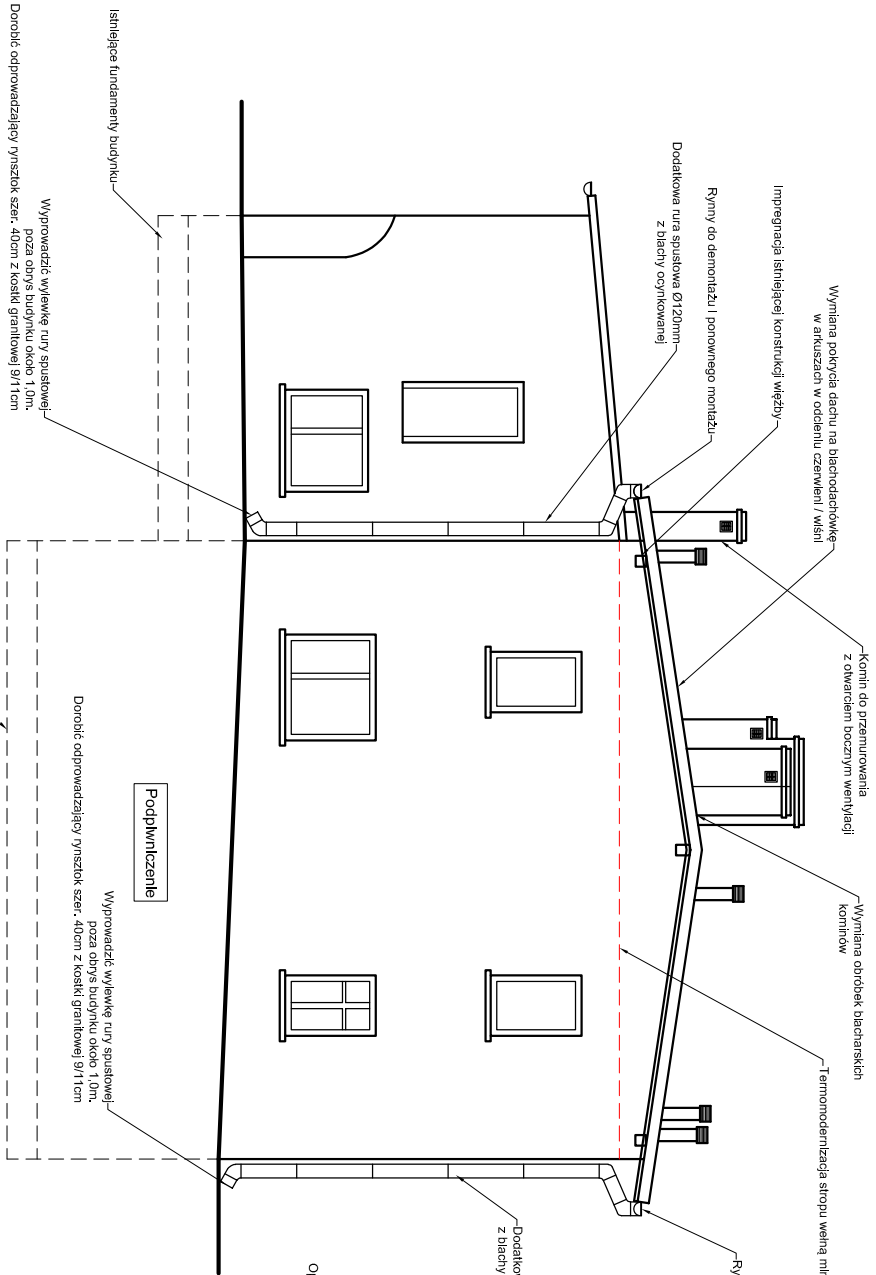 Istniejące fundamenty budynku
Dorobić odprowadzający rynsztok szer. 40cm z kostki granitowej 9/11cm
Wyprowadzić wylewkę rury spustowej
poza obrys budynku około 1,0m.
Dodatkowa rura spustowa Ø120mm
z blachy ocynkowanej
Rynny do demontażu i ponownego montażu
Impregnacja istniejącej konstrukcji więźby
Wymiana pokrycia dachu na blachodachówkę
w arkuszach w odcieniu czerwieni / wiśni
Komin do przemurowania
z otwarciem bocznym wentylacji
Wymiana obróbek blacharskich
kominów
Termomodernizacja stropu wełną
Podpiwniczenie
Wyprowadzić wylewkę rury spustowej
poza obrys budynku około 1,0m.
Dorobić odprowadzający rynsztok szer. 40cm z kostki granitowej 9/11cm
z blachy